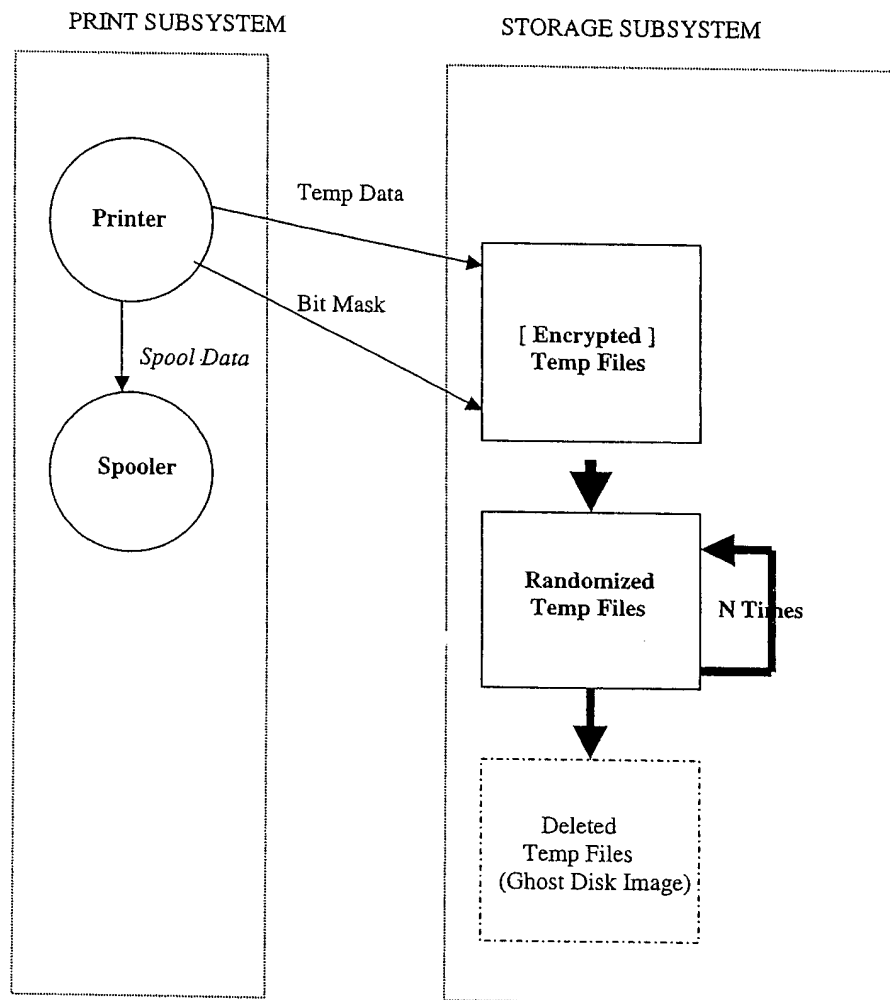 PRINT SUBSYSTEM
STORAGE SUBSYSTEM
Printer
Temp Data
Bit Mask
Spool Data
Spooler
[ Encrypted ]
Temp Files
Randomized
Temp Files
N Times
Deleted
Temp Files
(Ghost Disk Image)